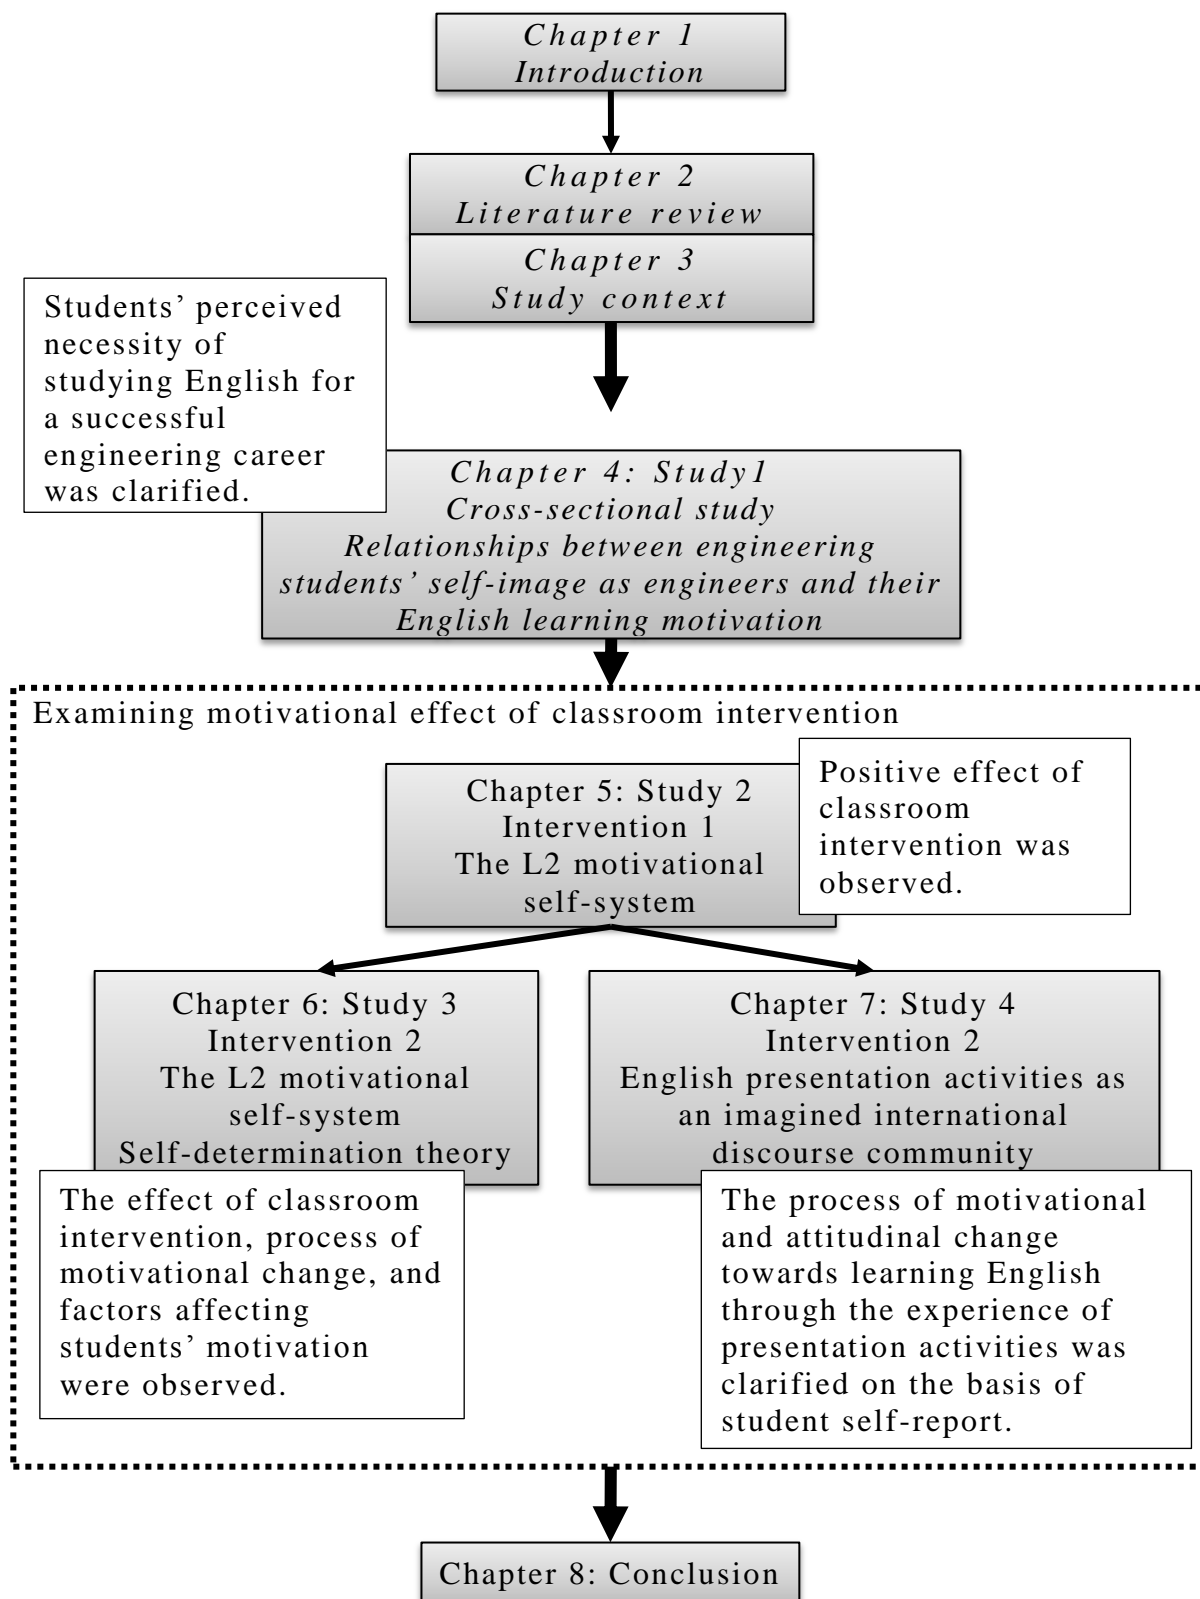 Chapter 1
Introduction
Chapter 2
Literature review
Chapter 3
Study context
Students’ perceived
necessity of
studying English for
a successful
engineering career
was clarified.
Chapter 4: Study1
Cross-sectional study
Relationships between engineering
students’ self-image as engineers and their
English learning motivation
Examining motivational effect of classroom intervention
Chapter 5: Study 2
Intervention 1
The L2 motivational
self-system
Positive effect of
classroom
intervention was
observed.
Chapter 6: Study 3
Intervention 2
The L2 motivational
self-system
Self-determination theory
The effect of classroom
intervention, process of
motivational change, and
factors affecting
students’ motivation
were observed.
Chapter 7: Study 4
Intervention 2
English presentation activities as
an imagined international
discourse community
The process of motivational
and attitudinal change
towards learning English
through the experience of
presentation activities was
clarified on the basis of
student self-report.
Chapter 8: Conclusion